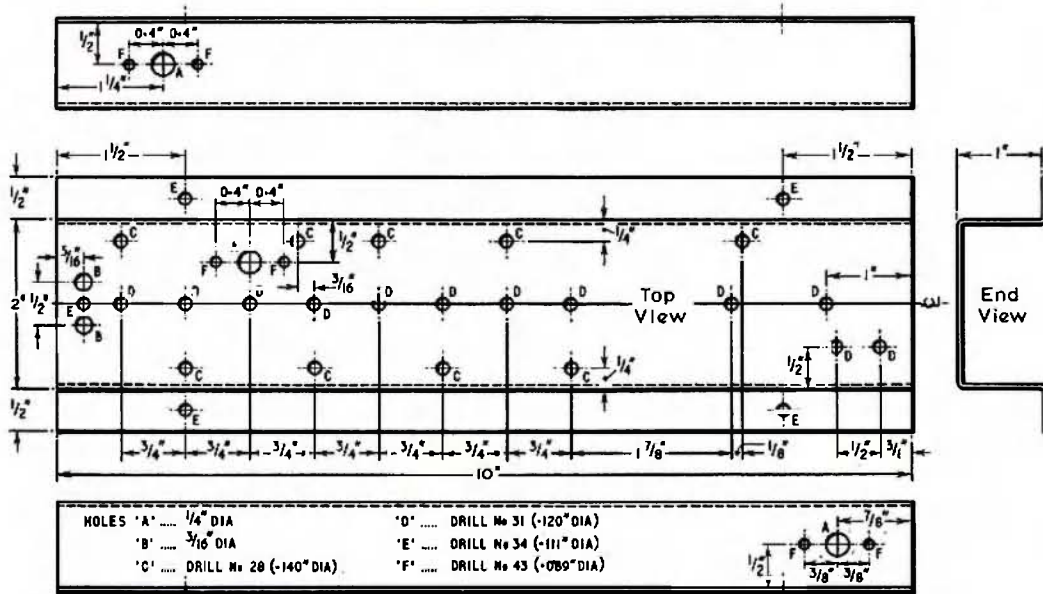 0·4" 0·4"
1/2"
F A F
1 1/4"
1 1/2" 1 1/2" 1"
1/2" E 0·4" 0·4" E
C C C C 1/4"
F F 1/2"
3/16" B
3/16" 1"
2" 1/2" E D D D D D D D D D Top View End View
B
D D
1/2"
C C C C 1/4"
1/2" E E
3/4" 3/4" 3/4" 3/4" 3/4" 3/4" 3/4" 1 7/8" 1/8" 1/2"
10"
HOLES 'A' ..... 1/4" DIA
'B' ..... 3/16" DIA
'C' ..... DRILL No 28 (·140" DIA)
'D' ..... DRILL No 31 (·120" DIA)
'E' ..... DRILL No 34 (·111" DIA)
'F' ..... DRILL No 43 (·089" DIA)
7/8"
A
F F
1/2" 3/8" 3/8"